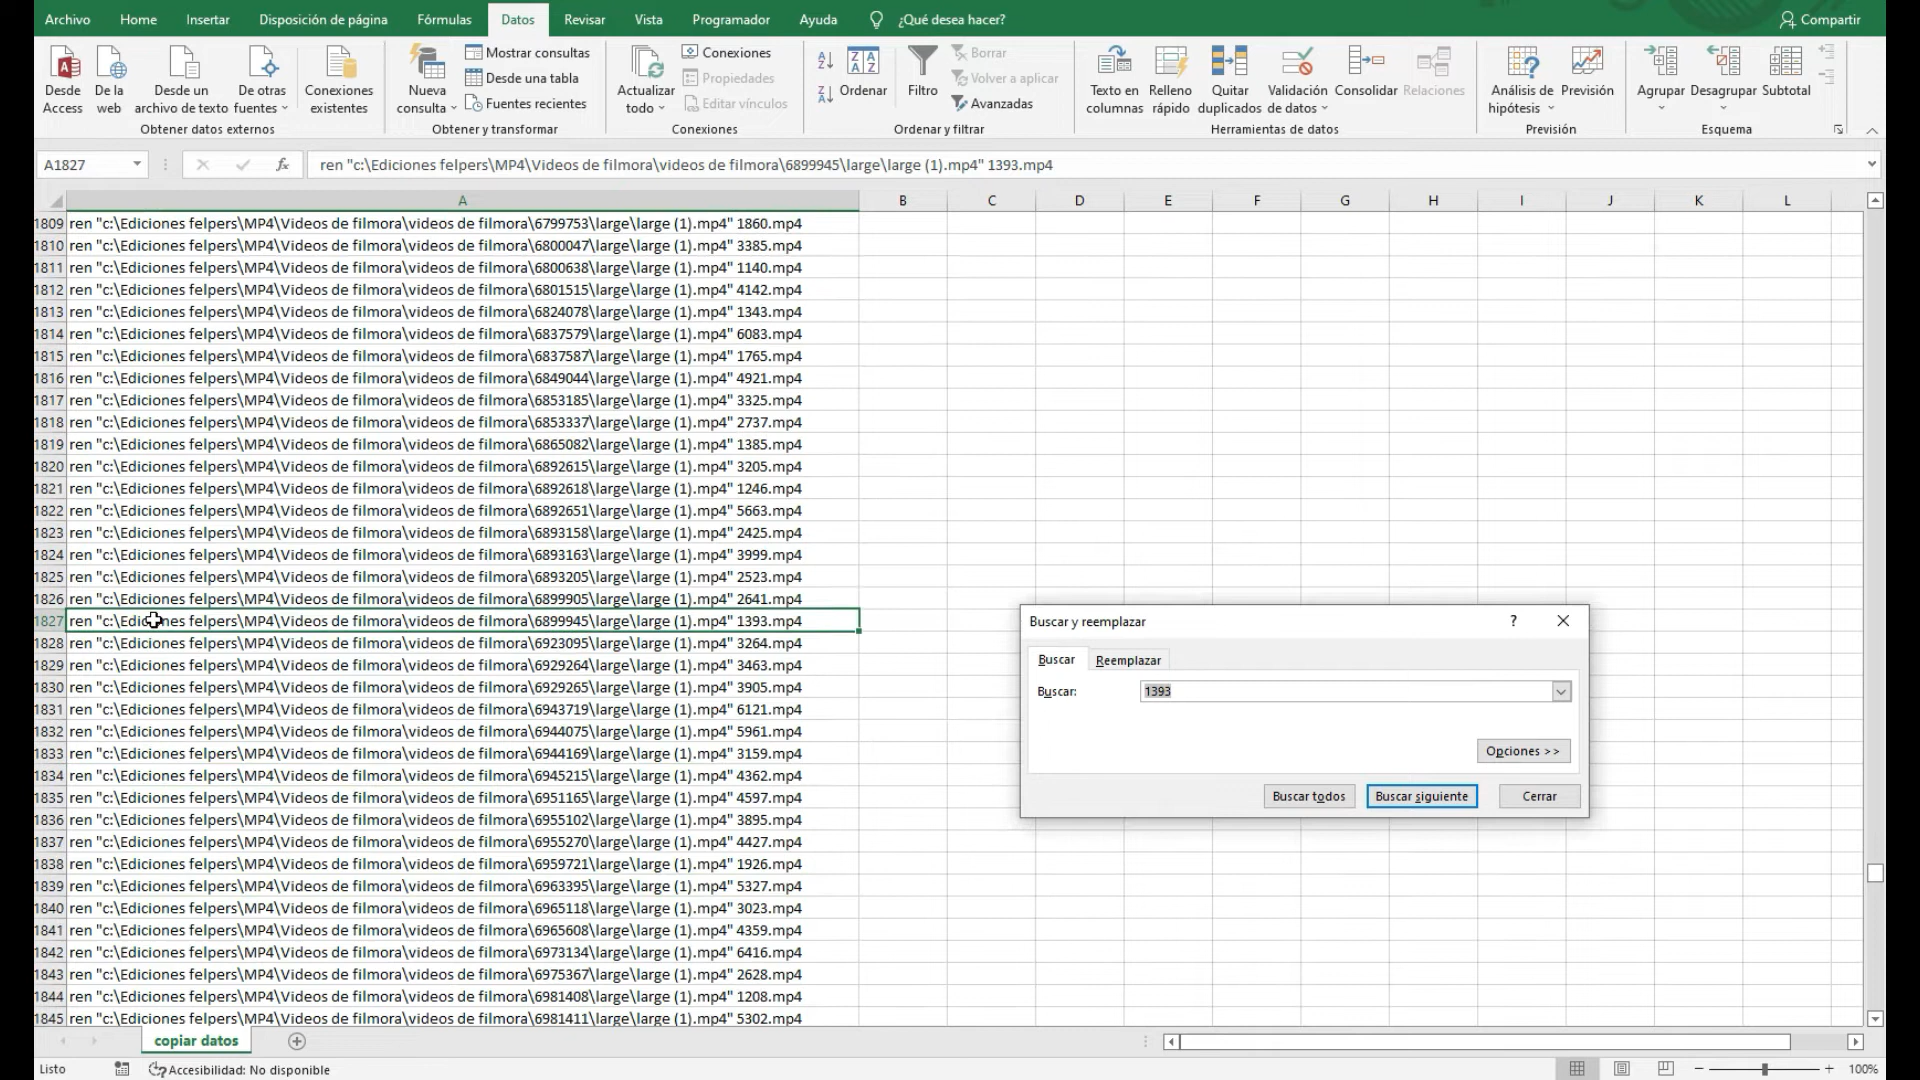 Archivo Home Insertar Disposición de página Fórmulas Datos Revisar Vista Programador Ayuda ¿Qué desea hacer? Compartir
Desde Access
De la web
Desde un archivo de texto
De otras fuentes
Conexiones existentes
Obtener datos externos
Nueva consulta
Mostrar consultas
Desde una tabla
Fuentes recientes
Obtener y transformar
Actualizar todo
Conexiones
Propiedades
Editar vínculos
Conexiones
Ordenar
Filtro
Borrar
Volver a aplicar
Avanzadas
Ordenar y filtrar
Texto en columnas
Relleno rápido
Quitar duplicados
Validación de datos
Consolidar
Relaciones
Herramientas de datos
Análisis de hipótesis
Previsión
Previsión
Agrupar
Desagrupar
Subtotal
Esquema
A1827 fx ren "c:\Ediciones felpers\MP4\Videos de filmora\videos de filmora\6899945\large\large (1).mp4" 1393.mp4
A B C D E F G H I J K L
1809 ren "c:\Ediciones felpers\MP4\Videos de filmora\videos de filmora\6799753\large\large (1).mp4" 1860.mp4
1810 ren "c:\Ediciones felpers\MP4\Videos de filmora\videos de filmora\6800047\large\large (1).mp4" 3385.mp4
1811 ren "c:\Ediciones felpers\MP4\Videos de filmora\videos de filmora\6800638\large\large (1).mp4" 1140.mp4
1812 ren "c:\Ediciones felpers\MP4\Videos de filmora\videos de filmora\6801515\large\large (1).mp4" 4142.mp4
1813 ren "c:\Ediciones felpers\MP4\Videos de filmora\videos de filmora\6824078\large\large (1).mp4" 1343.mp4
1814 ren "c:\Ediciones felpers\MP4\Videos de filmora\videos de filmora\6837579\large\large (1).mp4" 6083.mp4
1815 ren "c:\Ediciones felpers\MP4\Videos de filmora\videos de filmora\6837587\large\large (1).mp4" 1765.mp4
1816 ren "c:\Ediciones felpers\MP4\Videos de filmora\videos de filmora\6849044\large\large (1).mp4" 4921.mp4
1817 ren "c:\Ediciones felpers\MP4\Videos de filmora\videos de filmora\6853185\large\large (1).mp4" 3325.mp4
1818 ren "c:\Ediciones felpers\MP4\Videos de filmora\videos de filmora\6853337\large\large (1).mp4" 2737.mp4
1819 ren "c:\Ediciones felpers\MP4\Videos de filmora\videos de filmora\6865082\large\large (1).mp4" 1385.mp4
1820 ren "c:\Ediciones felpers\MP4\Videos de filmora\videos de filmora\6892615\large\large (1).mp4" 3205.mp4
1821 ren "c:\Ediciones felpers\MP4\Videos de filmora\videos de filmora\6892618\large\large (1).mp4" 1246.mp4
1822 ren "c:\Ediciones felpers\MP4\Videos de filmora\videos de filmora\6892651\large\large (1).mp4" 5663.mp4
1823 ren "c:\Ediciones felpers\MP4\Videos de filmora\videos de filmora\6893158\large\large (1).mp4" 2425.mp4
1824 ren "c:\Ediciones felpers\MP4\Videos de filmora\videos de filmora\6893163\large\large (1).mp4" 3999.mp4
1825 ren "c:\Ediciones felpers\MP4\Videos de filmora\videos de filmora\6893205\large\large (1).mp4" 2523.mp4
1826 ren "c:\Ediciones felpers\MP4\Videos de filmora\videos de filmora\6899905\large\large (1).mp4" 2641.mp4
1827 ren "c:\Ediciones felpers\MP4\Videos de filmora\videos de filmora\6899945\large\large (1).mp4" 1393.mp4
1828 ren "c:\Ediciones felpers\MP4\Videos de filmora\videos de filmora\6923095\large\large (1).mp4" 3264.mp4
1829 ren "c:\Ediciones felpers\MP4\Videos de filmora\videos de filmora\6929264\large\large (1).mp4" 3463.mp4
1830 ren "c:\Ediciones felpers\MP4\Videos de filmora\videos de filmora\6929265\large\large (1).mp4" 3905.mp4
1831 ren "c:\Ediciones felpers\MP4\Videos de filmora\videos de filmora\6943719\large\large (1).mp4" 6121.mp4
1832 ren "c:\Ediciones felpers\MP4\Videos de filmora\videos de filmora\6944075\large\large (1).mp4" 5961.mp4
1833 ren "c:\Ediciones felpers\MP4\Videos de filmora\videos de filmora\6944169\large\large (1).mp4" 3159.mp4
1834 ren "c:\Ediciones felpers\MP4\Videos de filmora\videos de filmora\6945215\large\large (1).mp4" 4362.mp4
1835 ren "c:\Ediciones felpers\MP4\Videos de filmora\videos de filmora\6951165\large\large (1).mp4" 4597.mp4
1836 ren "c:\Ediciones felpers\MP4\Videos de filmora\videos de filmora\6955102\large\large (1).mp4" 3895.mp4
1837 ren "c:\Ediciones felpers\MP4\Videos de filmora\videos de filmora\6955270\large\large (1).mp4" 4427.mp4
1838 ren "c:\Ediciones felpers\MP4\Videos de filmora\videos de filmora\6959721\large\large (1).mp4" 1926.mp4
1839 ren "c:\Ediciones felpers\MP4\Videos de filmora\videos de filmora\6963395\large\large (1).mp4" 5327.mp4
1840 ren "c:\Ediciones felpers\MP4\Videos de filmora\videos de filmora\6965118\large\large (1).mp4" 3023.mp4
1841 ren "c:\Ediciones felpers\MP4\Videos de filmora\videos de filmora\6965608\large\large (1).mp4" 4359.mp4
1842 ren "c:\Ediciones felpers\MP4\Videos de filmora\videos de filmora\6973134\large\large (1).mp4" 6416.mp4
1843 ren "c:\Ediciones felpers\MP4\Videos de filmora\videos de filmora\6975367\large\large (1).mp4" 2628.mp4
1844 ren "c:\Ediciones felpers\MP4\Videos de filmora\videos de filmora\6981408\large\large (1).mp4" 1208.mp4
1845 ren "c:\Ediciones felpers\MP4\Videos de filmora\videos de filmora\6981411\large\large (1).mp4" 5302.mp4
Buscar y reemplazar ?
Buscar Reemplazar
Buscar: 1393
Opciones >>
Buscar todos Buscar siguiente Cerrar
copiar datos
Listo Accesibilidad: No disponible 100%